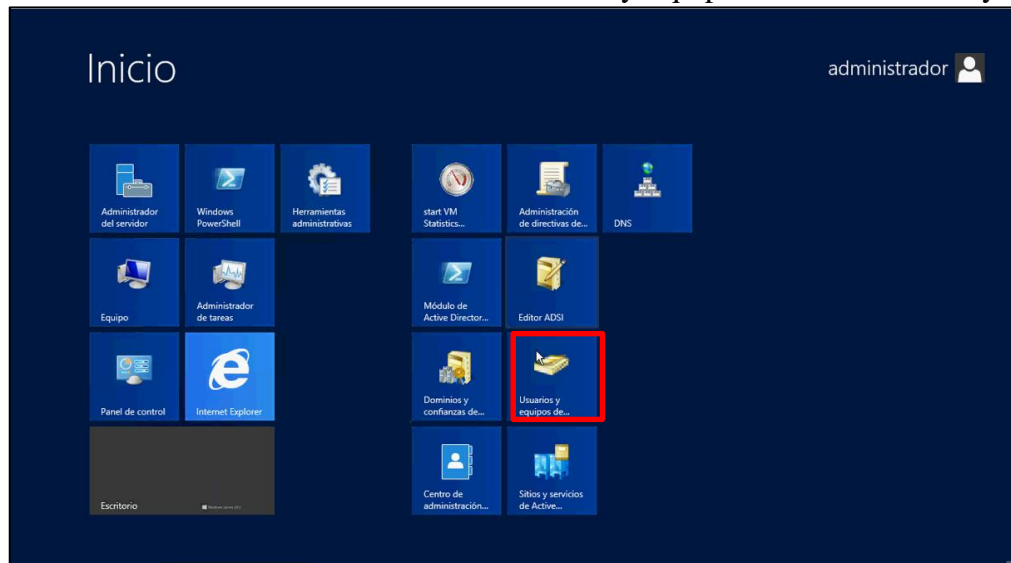 Inicio
administrador
Administrador
del servidor
Windows
PowerShell
Herramientas
administrativas
start VM
Statistics...
Administración
de directivas de...
DNS
Equipo
Administrador
de tareas
Módulo de
Active Director...
Editor ADSI
Panel de control
Internet Explorer
Dominios y
confianzas de...
Usuarios y
equipos de...
Escritorio
Centro de
administración...
Sitios y servicios
de Active...